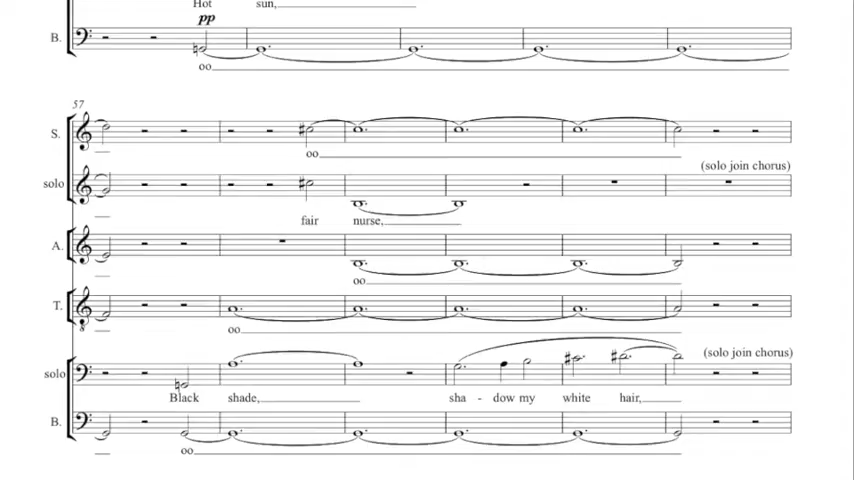 Hot sun,
pp
B.
oo
57
S.
oo
(solo join chorus)
solo
fair nurse,
A.
oo
T.
oo
solo
(solo join chorus)
Black shade, sha - dow my white hair,
B.
oo